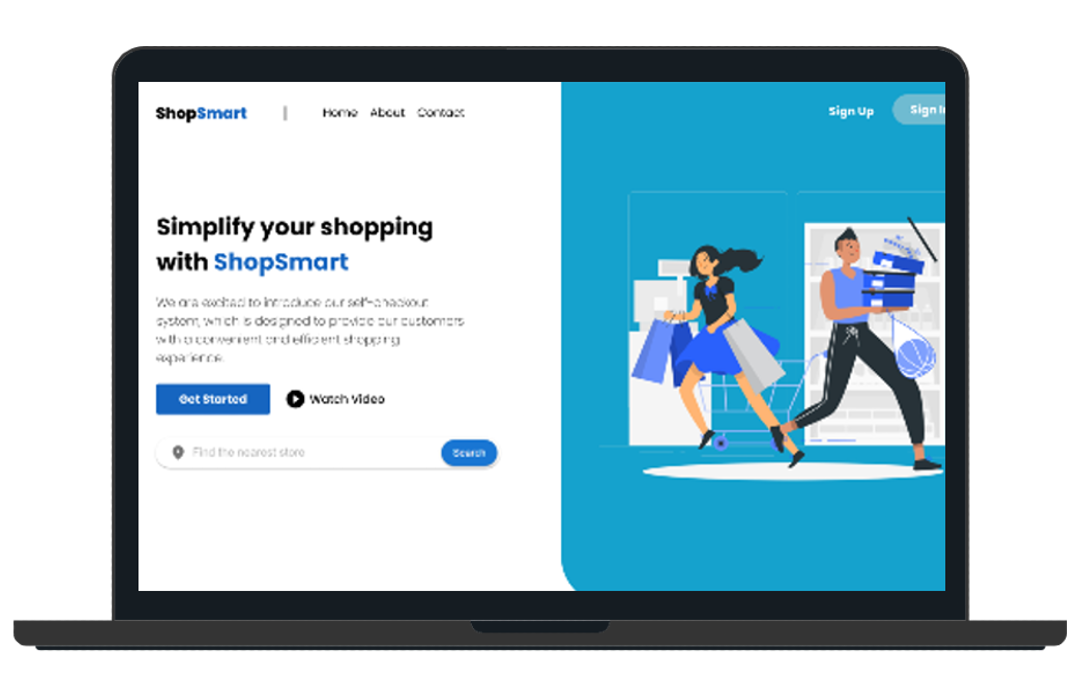 ShopSmart | Home About Contact
Sign Up Sign I
Simplify your shopping
with ShopSmart
We are excited to introduce our self-checkout
system, which is designed to provide our customers
with a convenient and efficient shopping
experience.
Get Started Watch Video
Find the nearest store Search